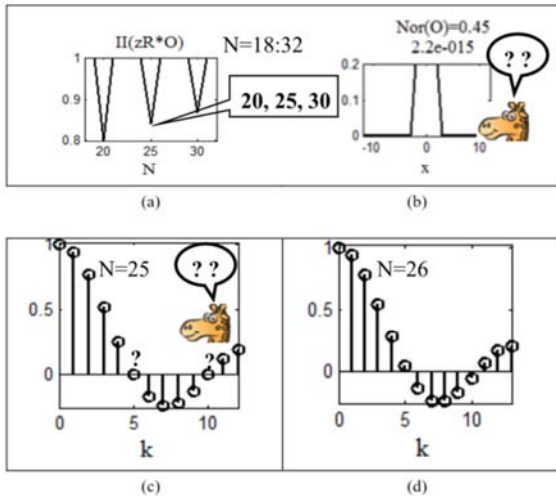 II(zR*O)
N=18:32
1
0.9
0.8
20 25 30
N
20, 25, 30
(a)
Nor(O)=0.45
2.2e-015
? ?
0.2
0.1
0
-10 0 10
x
(b)
1
0.5
0
N=25
? ?
?
?
0 5 10
k
(c)
1
0.5
0
N=26
0 5 10
k
(d)